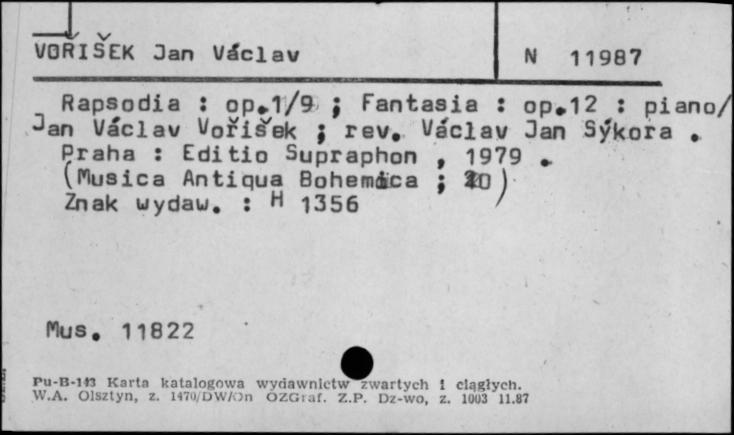 VOŘIŠEK Jan Václav
N 11987
Rapsodia : op.1/9 ; Fantasia : op.12 : piano/
Jan Václav Voříšek ; rev. Václav Jan Sýkora .
Praha : Editio Supraphon , 1979 .
(Musica Antiqua Bohemica ; 20)
Znak wydaw. : H 1356
Mus. 11822
Pu-B-143 Karta katalogowa wydawnictw zwartych i ciągłych.
W.A. Olsztyn, z. 1470/DW/On OZGraf. Z.P. Dz-wo, z. 1003 11.87